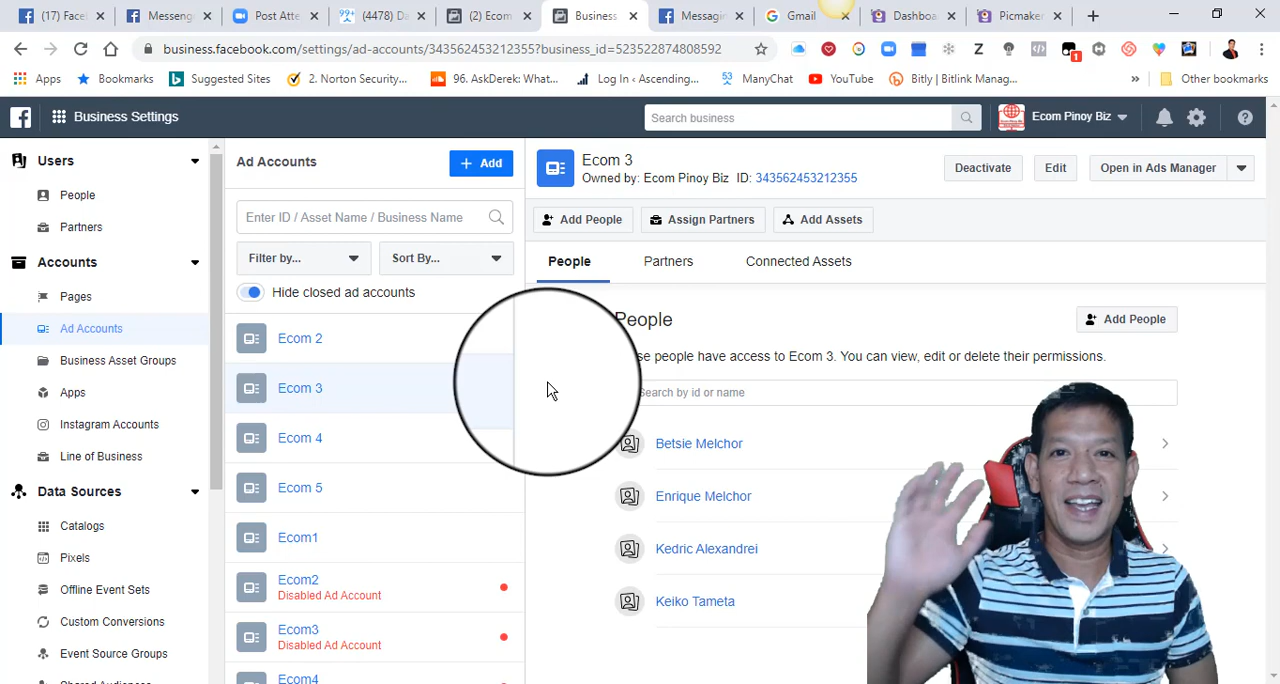 (17) Face
Messeng
Post Atte
99+
(4478) Da
(2) Ecom
Business
Messagin
Gmail
Dashboa
Picmaker
business.facebook.com/settings/ad-accounts/343562453212355?business_id=523522874808592
Z
1
Apps
Bookmarks
Suggested Sites
2. Norton Security...
96. AskDerek: What...
Log In ‹ Ascending...
53
ManyChat
YouTube
Bitly | Bitlink Manag...
»
Other bookmarks
Business Settings
Search business
Ecom Pinoy Biz
Users
People
Partners
Accounts
Pages
Ad Accounts
Business Asset Groups
Apps
Instagram Accounts
Line of Business
Data Sources
Catalogs
Pixels
Offline Event Sets
Custom Conversions
Event Source Groups
Ad Accounts
+ Add
Enter ID / Asset Name / Business Name
Filter by...
Sort By...
Hide closed ad accounts
Ecom 2
Ecom 3
Ecom 4
Ecom 5
Ecom1
Ecom2
Disabled Ad Account
Ecom3
Disabled Ad Account
Ecom4
Ecom 3
Owned by: Ecom Pinoy Biz ID: 343562453212355
Deactivate
Edit
Open in Ads Manager
Add People
Assign Partners
Add Assets
People
Partners
Connected Assets
People
Add People
se people have access to Ecom 3. You can view, edit or delete their permissions.
Search by id or name
Betsie Melchor
Enrique Melchor
Kedric Alexandrei
Keiko Tameta